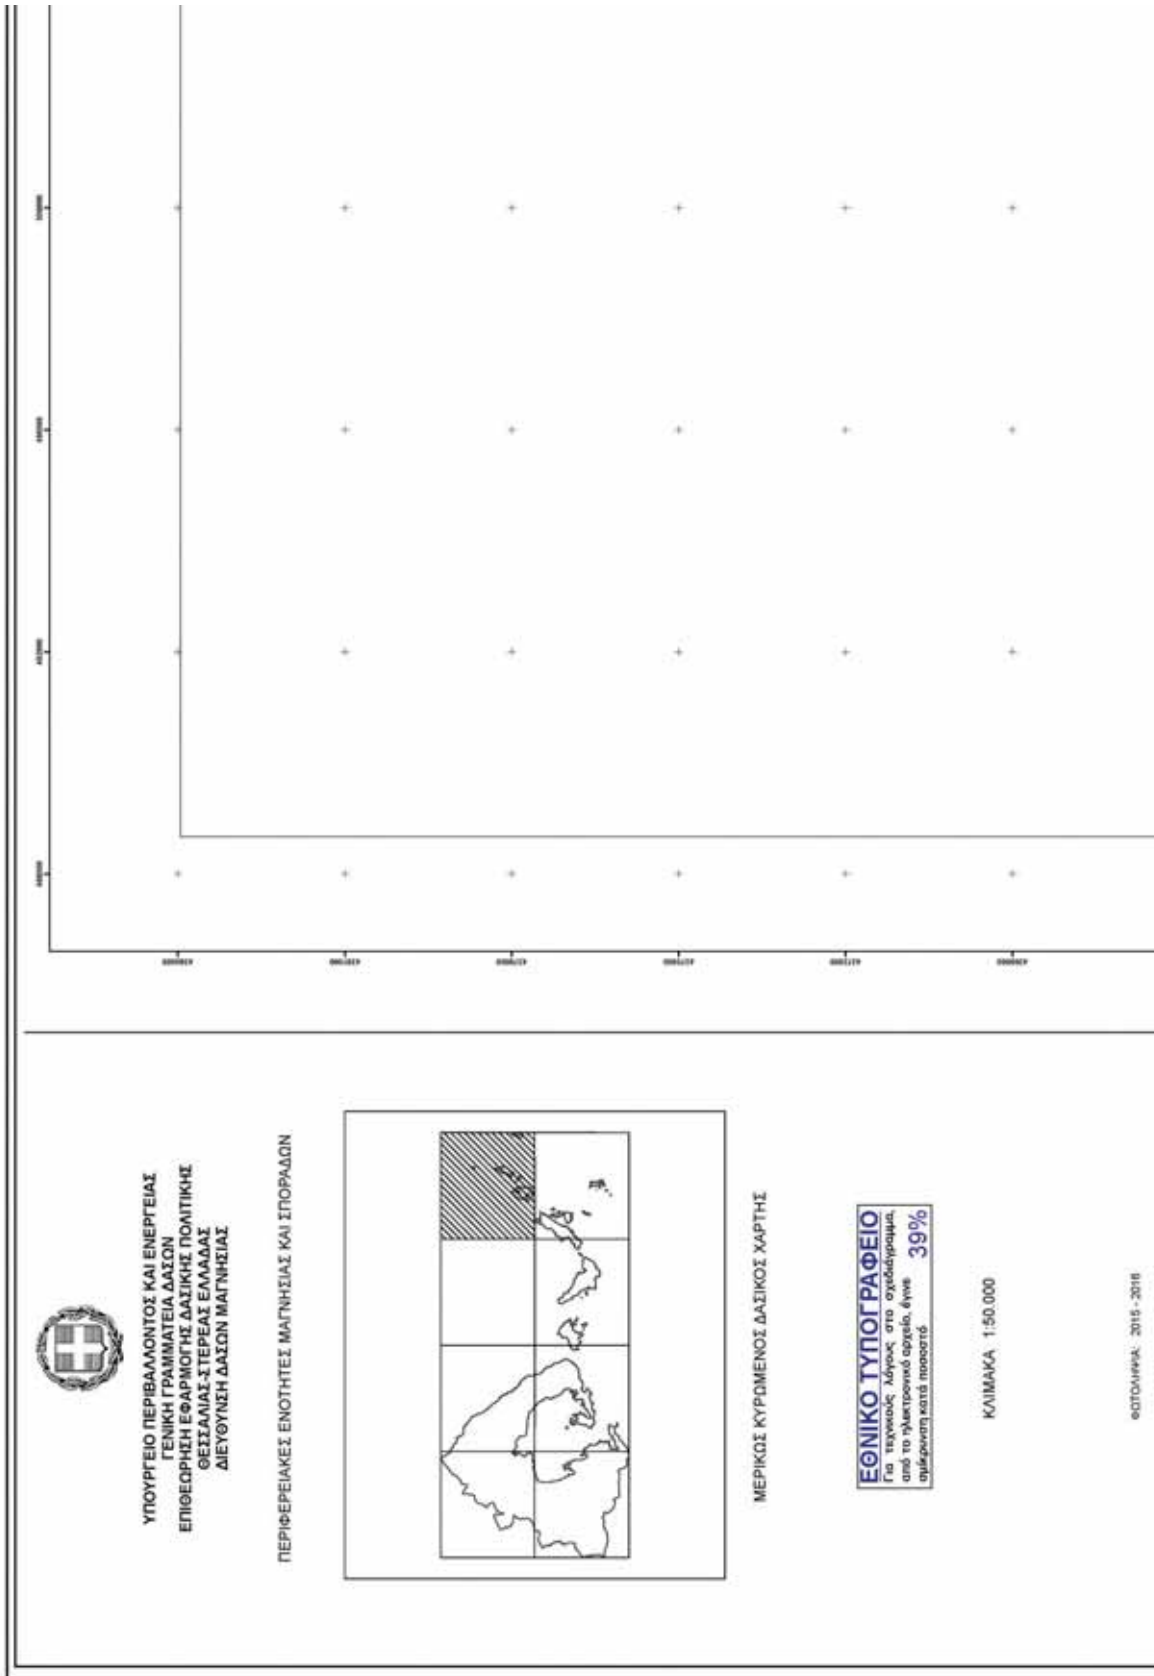 ΥΠΟΥΡΓΕΙΟ ΠΕΡΙΒΑΛΛΟΝΤΟΣ ΚΑΙ ΕΝΕΡΓΕΙΑΣ
ΓΕΝΙΚΗ ΓΡΑΜΜΑΤΕΙΑ ΔΑΣΩΝ
ΕΠΙΘΕΩΡΗΣΗ ΕΦΑΡΜΟΓΗΣ ΔΑΣΙΚΗΣ ΠΟΛΙΤΙΚΗΣ
ΘΕΣΣΑΛΙΑΣ-ΣΤΕΡΕΑΣ ΕΛΛΑΔΑΣ
ΔΙΕΥΘΥΝΣΗ ΔΑΣΩΝ ΜΑΓΝΗΣΙΑΣ
ΠΕΡΙΦΕΡΕΙΑΚΕΣ ΕΝΟΤΗΤΕΣ ΜΑΓΝΗΣΙΑΣ ΚΑΙ ΣΠΟΡΑΔΩΝ
ΜΕΡΙΚΩΣ ΚΥΡΩΜΕΝΟΣ ΔΑΣΙΚΟΣ ΧΑΡΤΗΣ
ΕΘΝΙΚΟ ΤΥΠΟΓΡΑΦΕΙΟ
Για τεχνικούς λόγους στο σχεδιάγραμμα,
από το ηλεκτρονικό αρχείο, έγινε
σμίκρυνση κατά ποσοστό 39%
ΚΛΙΜΑΚΑ 1:50.000
ΦΩΤΟΛΗΨΙΑ: 2015 - 2016